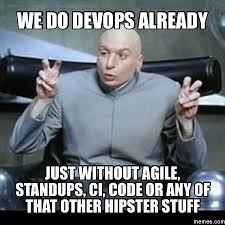 WE DO DEVOPS ALREADY
JUST WITHOUT AGILE,
STANDUPS, CI, CODE OR ANY OF
THAT OTHER HIPSTER STUFF
memes.com